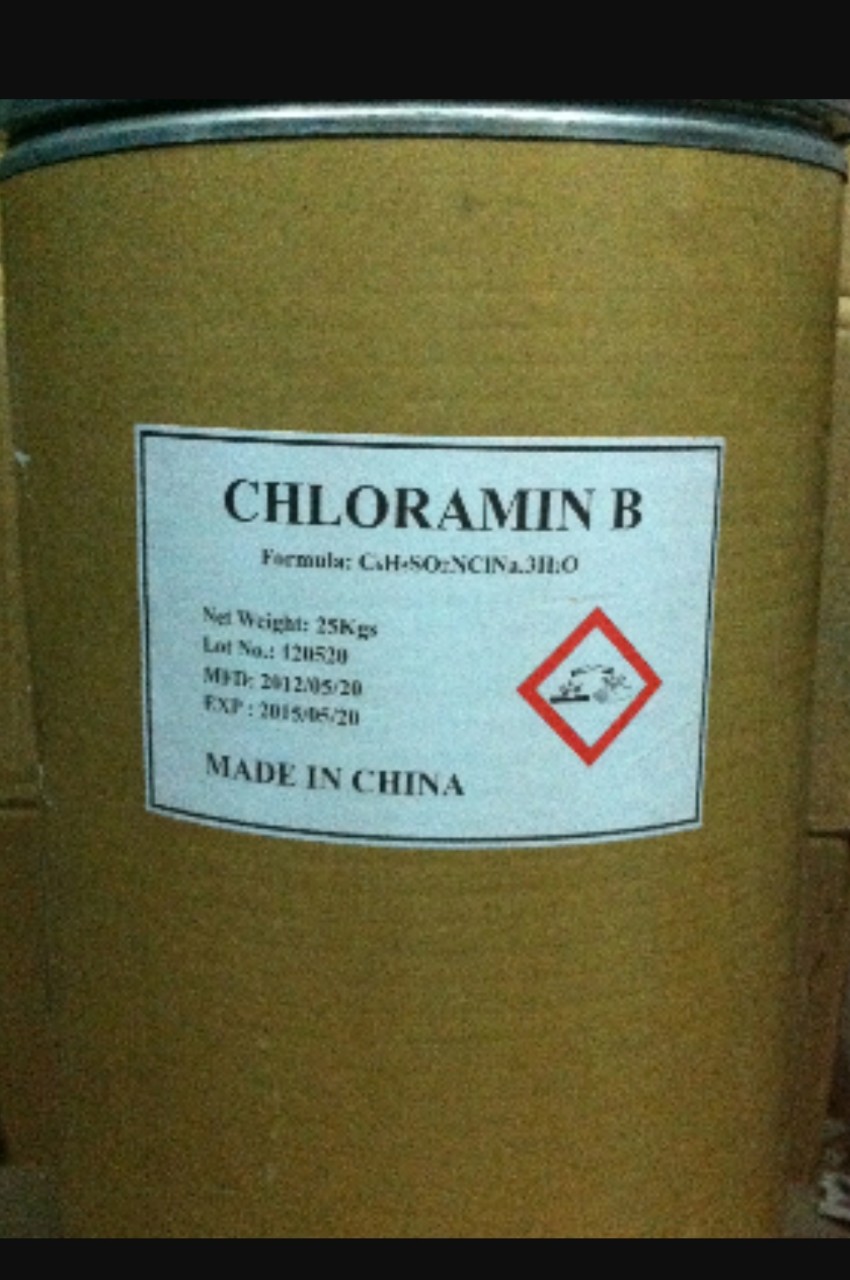 CHLORAMIN B
Formula: C₆H₅SO₂NClNa.3H₂O
Net Weight: 25Kgs
Lot No.: 120520
MFD: 2012/05/20
EXP : 2015/05/20
MADE IN CHINA